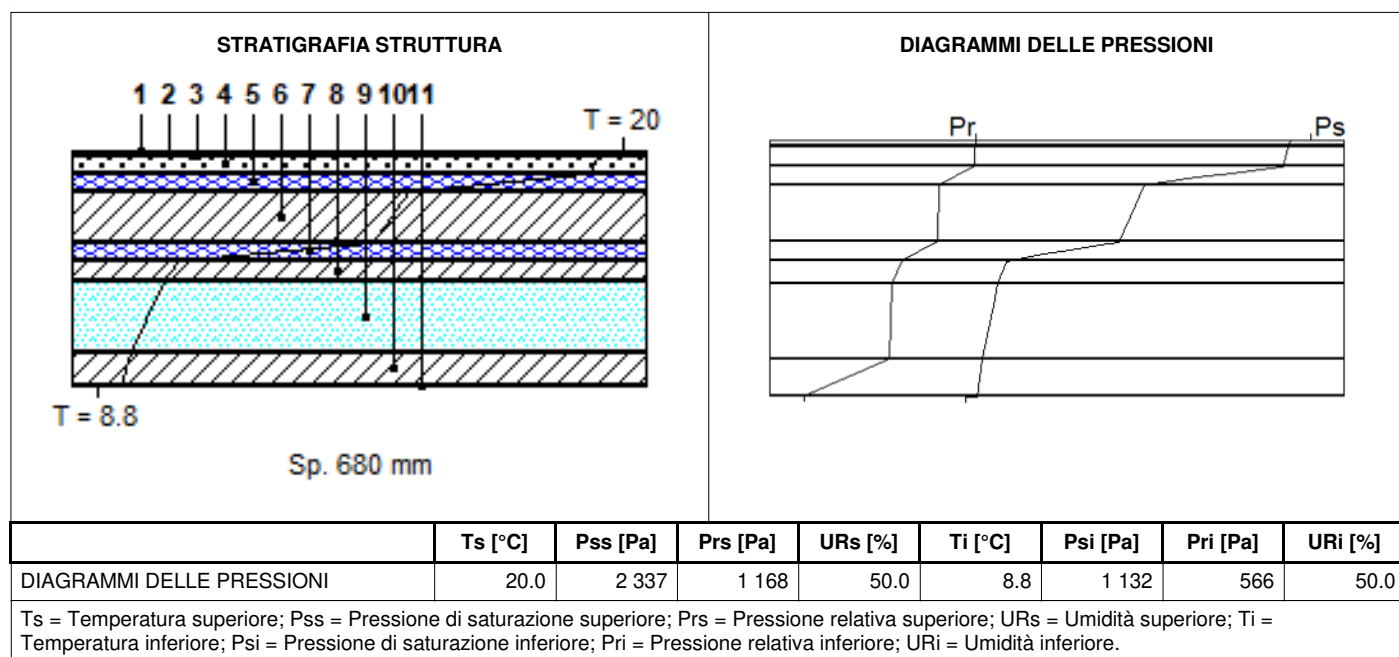 STRATIGRAFIA STRUTTURA
1 2 3 4 5 6 7 8 9 1011
T = 20
T = 8.8
Sp. 680 mm
DIAGRAMMI DELLE PRESSIONI
Pr
Ps
Ts [°C] Pss [Pa] Prs [Pa] URs [%] Ti [°C] Psi [Pa] Pri [Pa] URi [%]
DIAGRAMMI DELLE PRESSIONI 20.0 2 337 1 168 50.0 8.8 1 132 566 50.0
Ts = Temperatura superiore; Pss = Pressione di saturazione superiore; Prs = Pressione relativa superiore; URs = Umidità superiore; Ti =
Temperatura inferiore; Psi = Pressione di saturazione inferiore; Pri = Pressione relativa inferiore; URi = Umidità inferiore.